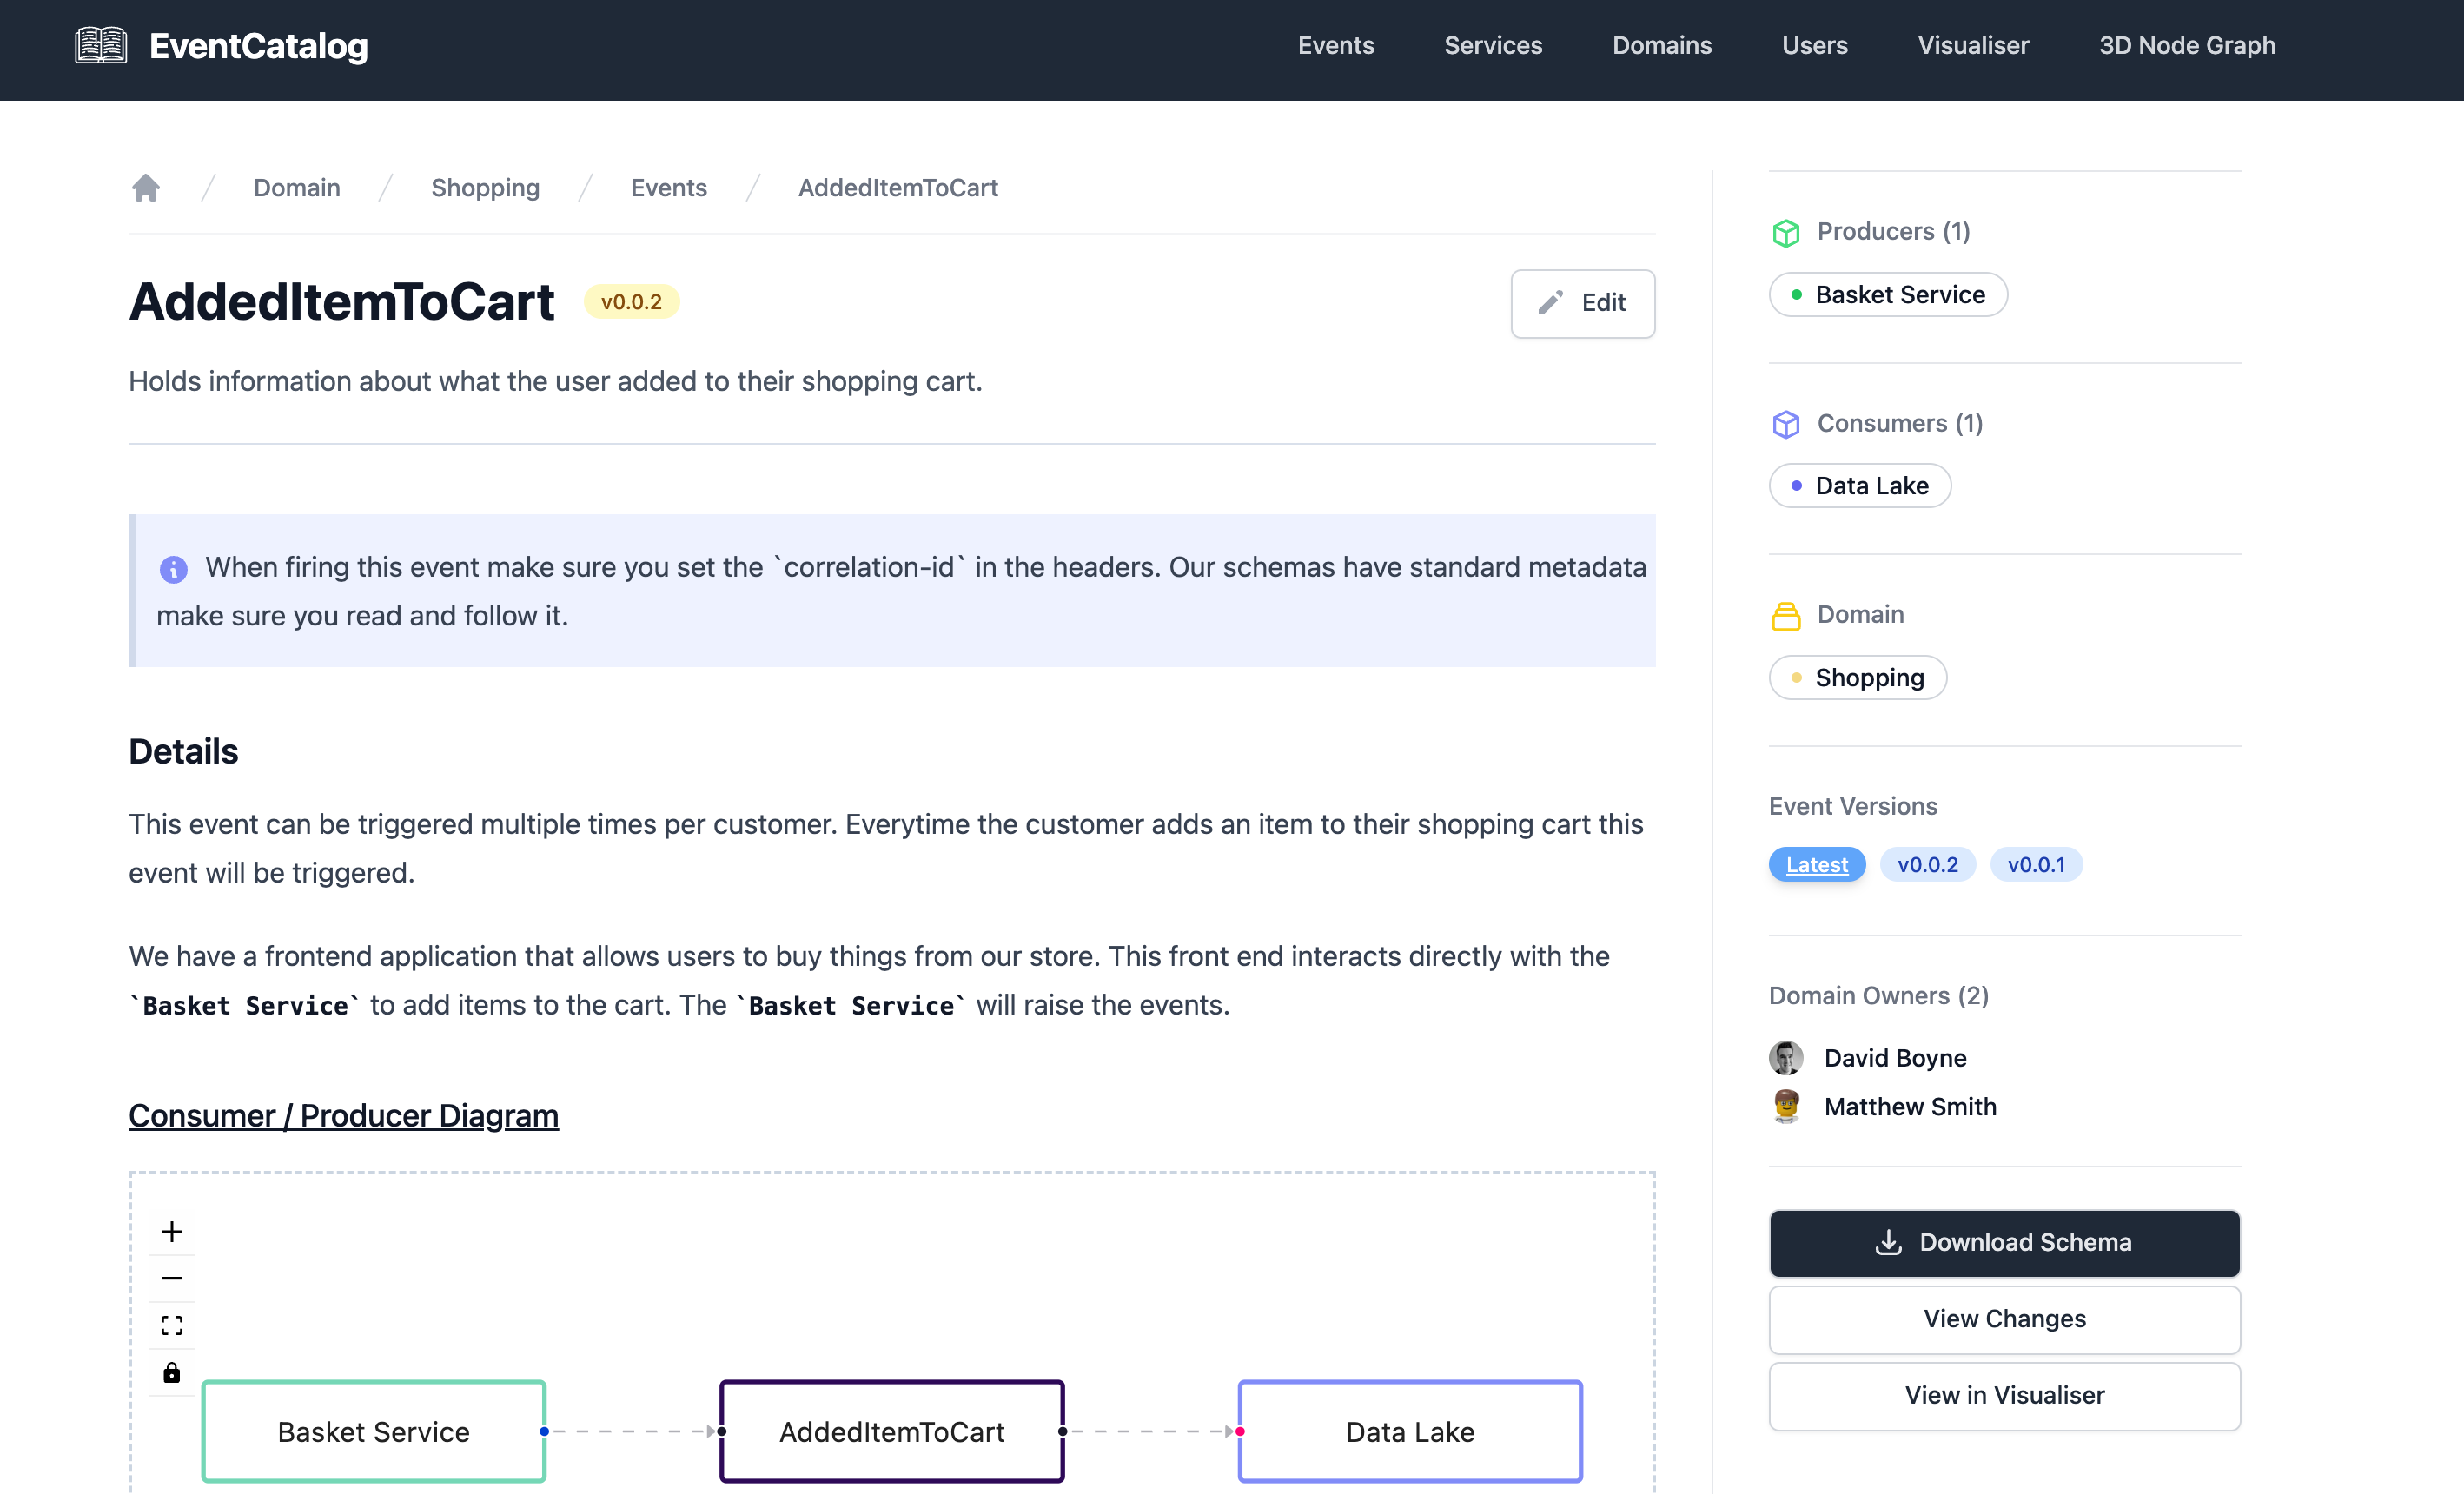 EventCatalog
Events Services Domains Users Visualiser 3D Node Graph
Domain / Shopping / Events / AddedItemToCart
AddedItemToCart v0.0.2
Edit
Holds information about what the user added to their shopping cart.
When firing this event make sure you set the `correlation-id` in the headers. Our schemas have standard metadata
make sure you read and follow it.
Details
This event can be triggered multiple times per customer. Everytime the customer adds an item to their shopping cart this
event will be triggered.
We have a frontend application that allows users to buy things from our store. This front end interacts directly with the
`Basket Service` to add items to the cart. The `Basket Service` will raise the events.
Consumer / Producer Diagram
Basket Service
AddedItemToCart
Data Lake
Producers (1)
Basket Service
Consumers (1)
Data Lake
Domain
Shopping
Event Versions
Latest v0.0.2 v0.0.1
Domain Owners (2)
David Boyne
Matthew Smith
Download Schema
View Changes
View in Visualiser